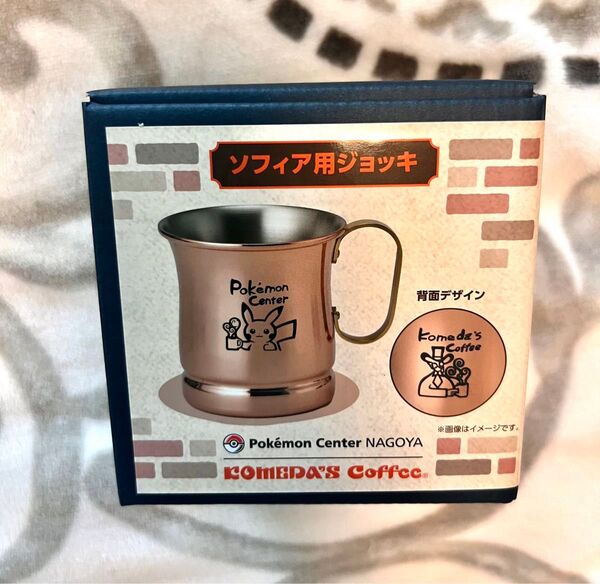 ソフィア用ジョッキ
Pokémon
Center
背面デザイン
Komeda's
Coffee
※画像はイメージです。
Pokémon Center NAGOYA
KOMEDA'S Coffee®